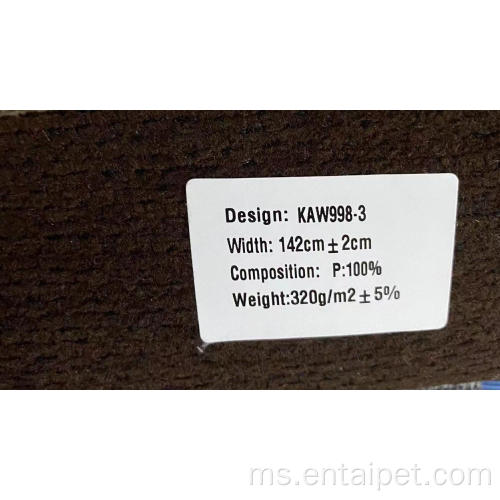 Design: KAW998-3
Width: 142cm±2cm
Composition: P:100%
Weight:320g/m2±5%
ms.entaipet.com